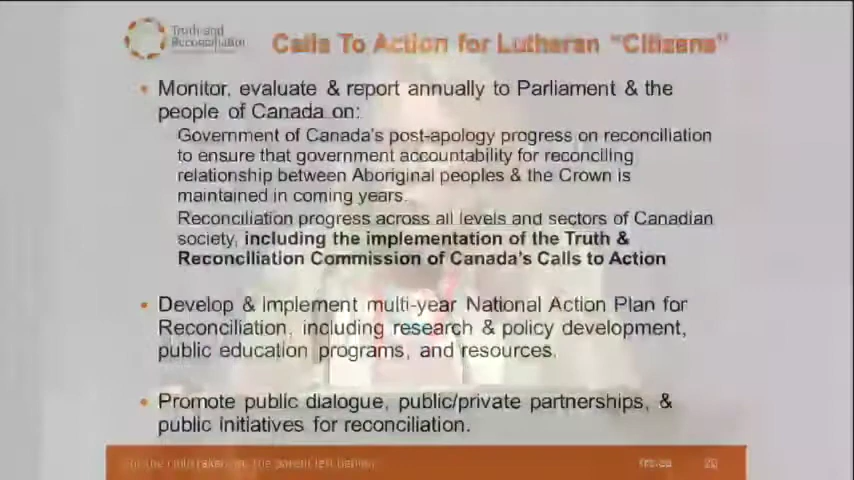 Truth and
Reconciliation
Calls To Action for Lutheran “Citizens”
• Monitor, evaluate & report annually to Parliament & the
people of Canada on:
Government of Canada's post-apology progress on reconciliation
to ensure that government accountability for reconciling
relationship between Aboriginal peoples & the Crown is
maintained in coming years.
Reconciliation progress across all levels and sectors of Canadian
society, including the implementation of the Truth &
Reconciliation Commission of Canada's Calls to Action
• Develop & implement multi-year National Action Plan for
Reconciliation, including research & policy development,
public education programs, and resources.
• Promote public dialogue, public/private partnerships, &
public initiatives for reconciliation.